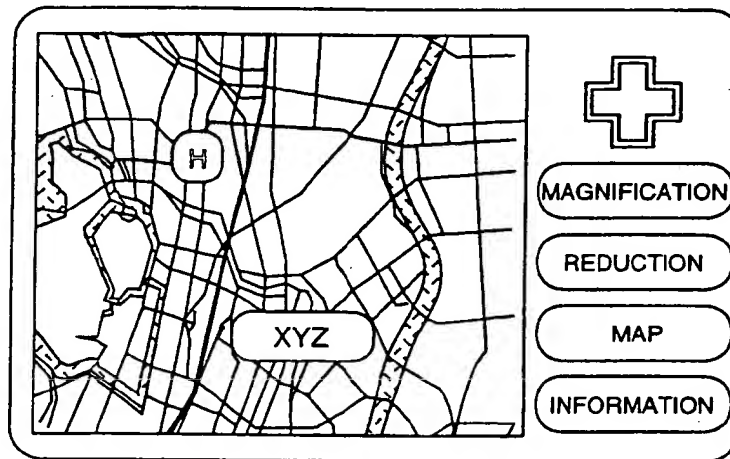 H
XYZ
MAGNIFICATION
REDUCTION
MAP
INFORMATION